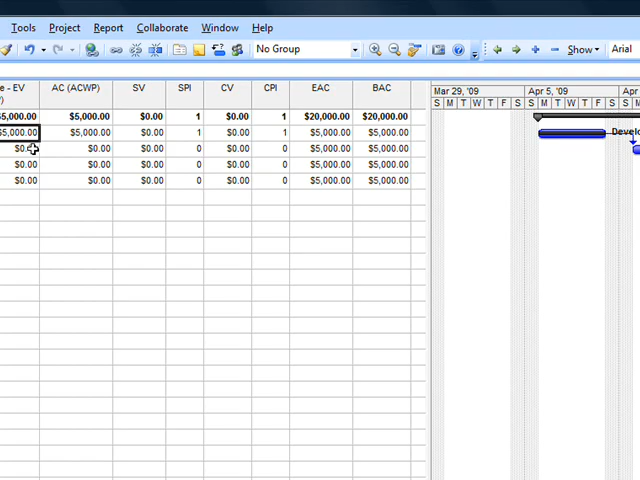 Tools Project Report Collaborate Window Help
No Group Show Arial
e - EV AC (ACWP) SV SPI CV CPI EAC BAC Mar 29, '09 Apr 5, '09 Apr
P) S M T W T F S S M T W T F S S M
$5,000.00 $5,000.00 $0.00 1 $0.00 1 $20,000.00 $20,000.00
$5,000.00 $5,000.00 $0.00 1 $0.00 1 $5,000.00 $5,000.00 Develo
$0.00 $0.00 0 $0.00 0 $5,000.00 $5,000.00
$0.00 $0.00 $0.00 0 $0.00 0 $5,000.00 $5,000.00
$0.00 $0.00 $0.00 0 $0.00 0 $5,000.00 $5,000.00